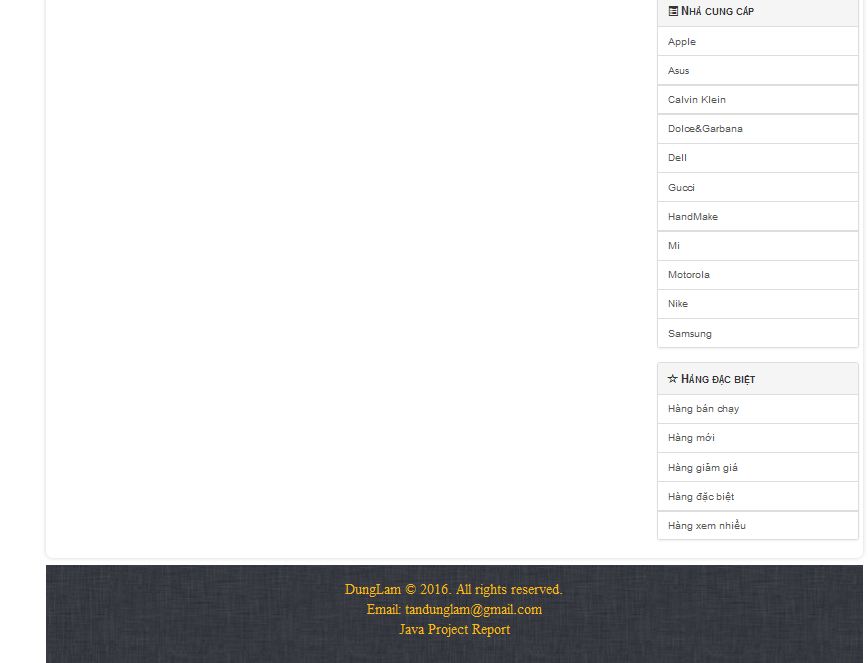 Nhà cung cấp
Apple
Asus
Calvin Klein
Dolce&Garbana
Dell
Gucci
HandMake
Mi
Motorola
Nike
Samsung
Hàng đặc biệt
Hàng bán chạy
Hàng mới
Hàng giảm giá
Hàng đặc biệt
Hàng xem nhiều
DungLam © 2016. All rights reserved.
Email: tandunglam@gmail.com
Java Project Report